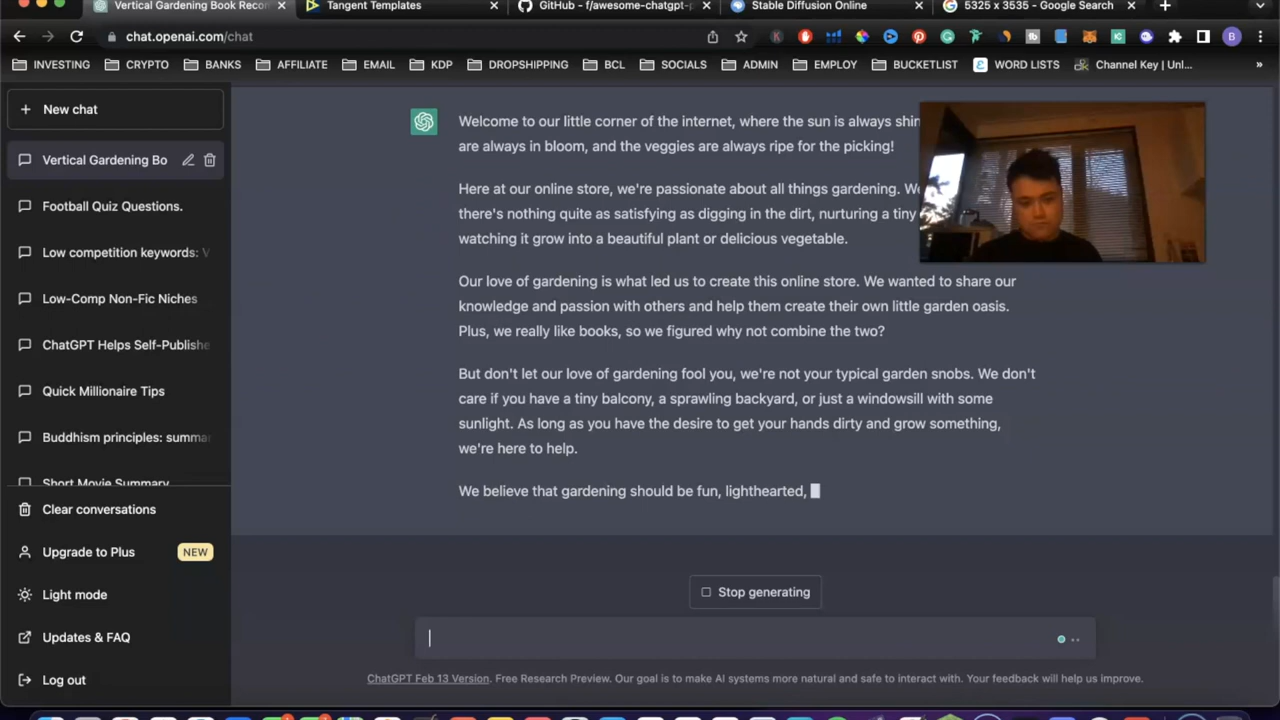 Vertical Gardening Book Recon
Tangent Templates
GitHub - f/awesome-chatgpt-p
Stable Diffusion Online
5325 x 3535 - Google Search
chat.openai.com/chat
INVESTING
CRYPTO
BANKS
AFFILIATE
EMAIL
KDP
DROPSHIPPING
BCL
SOCIALS
ADMIN
EMPLOY
BUCKETLIST
WORD LISTS
Channel Key | Unl...
»
+ New chat
Vertical Gardening Bo
Football Quiz Questions.
Low competition keywords: V
Low-Comp Non-Fic Niches
ChatGPT Helps Self-Publishe
Quick Millionaire Tips
Buddhism principles: summa
Short Movie Summary
Clear conversations
Upgrade to Plus NEW
Light mode
Updates & FAQ
Log out
Welcome to our little corner of the internet, where the sun is always shin
are always in bloom, and the veggies are always ripe for the picking!
Here at our online store, we're passionate about all things gardening. We
there's nothing quite as satisfying as digging in the dirt, nurturing a tiny
watching it grow into a beautiful plant or delicious vegetable.
Our love of gardening is what led us to create this online store. We wanted to share our
knowledge and passion with others and help them create their own little garden oasis.
Plus, we really like books, so we figured why not combine the two?
But don't let our love of gardening fool you, we're not your typical garden snobs. We don't
care if you have a tiny balcony, a sprawling backyard, or just a windowsill with some
sunlight. As long as you have the desire to get your hands dirty and grow something,
we're here to help.
We believe that gardening should be fun, lighthearted,
Stop generating
ChatGPT Feb 13 Version. Free Research Preview. Our goal is to make AI systems more natural and safe to interact with. Your feedback will help us improve.